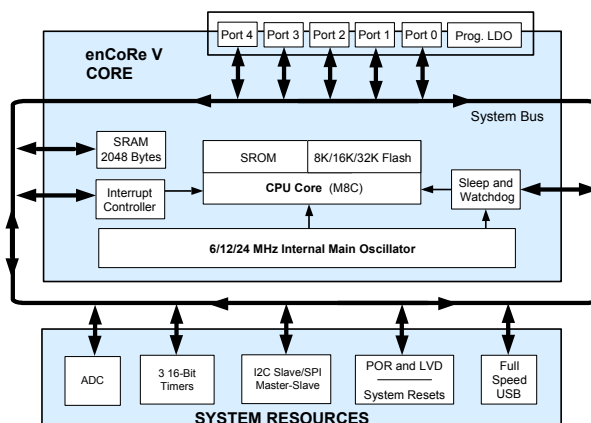 Port 4
Port 3
Port 2
Port 1
Port 0
Prog. LDO
enCoRe V
CORE
System Bus
SRAM
2048 Bytes
SROM
8K/16K/32K Flash
Interrupt
Controller
CPU Core (M8C)
Sleep and
Watchdog
6/12/24 MHz Internal Main Oscillator
ADC
3 16-Bit
Timers
I2C Slave/SPI
Master-Slave
POR and LVD
System Resets
Full
Speed
USB
SYSTEM RESOURCES